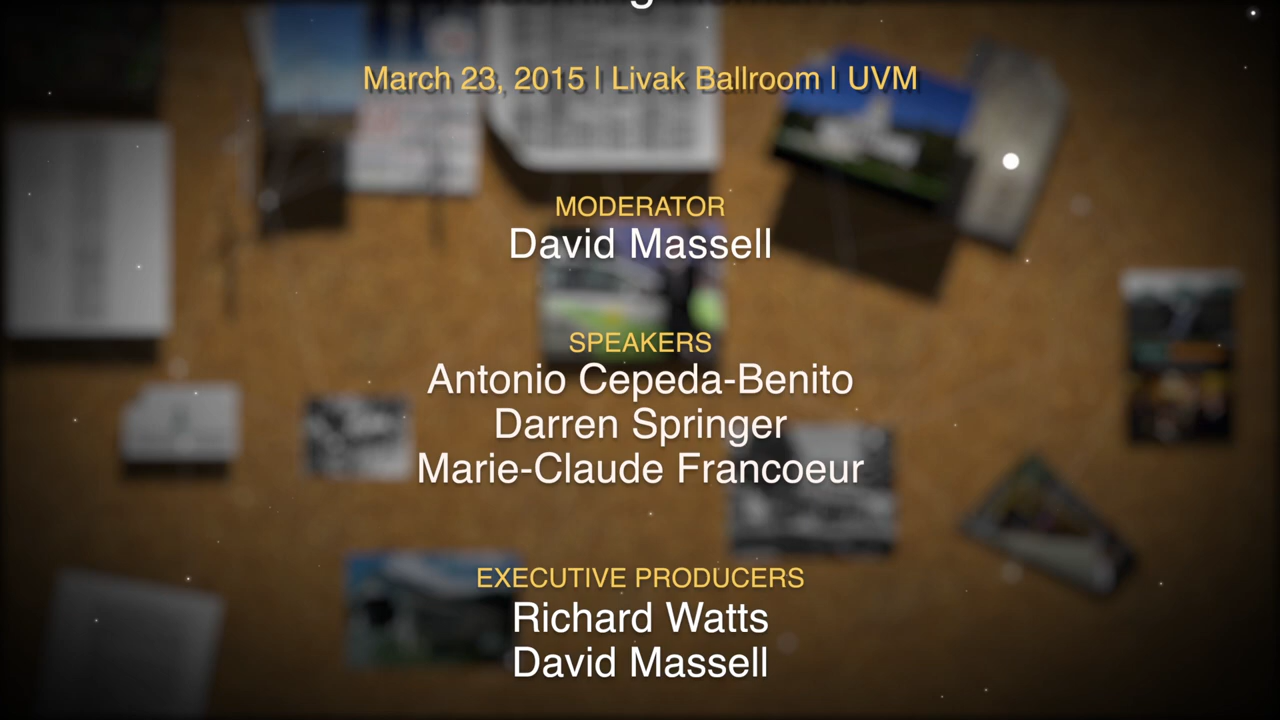 March 23, 2015 | Livak Ballroom | UVM
MODERATOR
David Massell
SPEAKERS
Antonio Cepeda-Benito
Darren Springer
Marie-Claude Francoeur
EXECUTIVE PRODUCERS
Richard Watts
David Massell